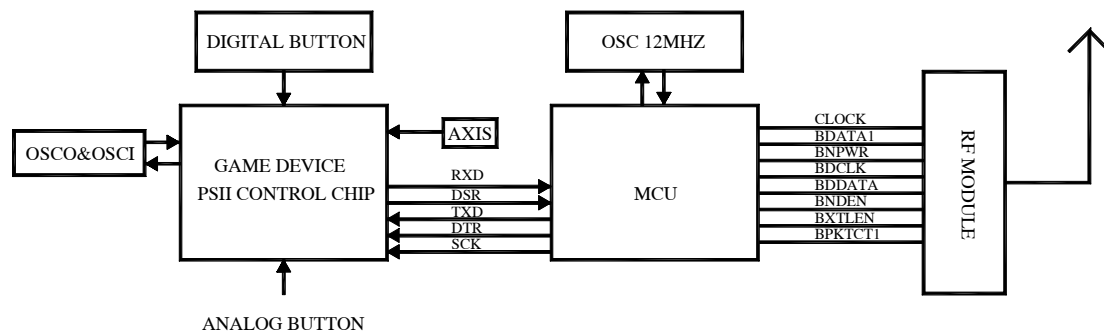 DIGITAL BUTTON
OSC 12MHZ
OSCO&OSCI
GAME DEVICE
PSII CONTROL CHIP
AXIS
RXD
DSR
TXD
DTR
SCK
MCU
CLOCK
BDATA1
BNPWR
BDCLK
BDDATA
BNDEN
BXTLEN
BPKTCT1
RF MODULE
ANALOG BUTTON